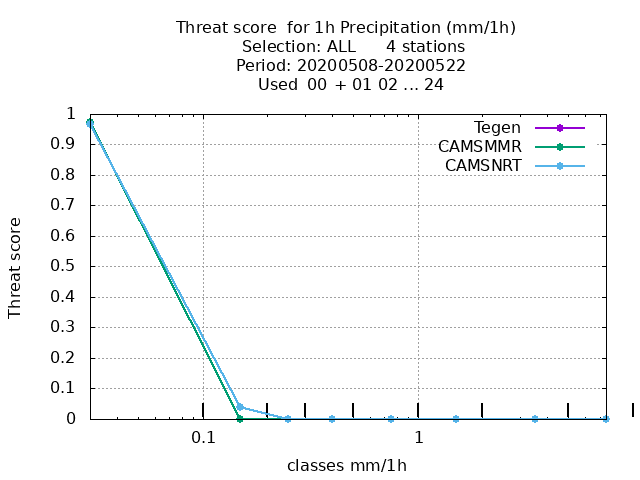 Threat score  for 1h Precipitation (mm/1h)
Selection: ALL      4 stations
Period: 20200508-20200522
Used  00  + 01 02 ... 24
Tegen
CAMSMMR
CAMSNRT
1
0.9
0.8
0.7
0.6
0.5
0.4
0.3
0.2
0.1
0
Threat score
0.1
1
classes mm/1h